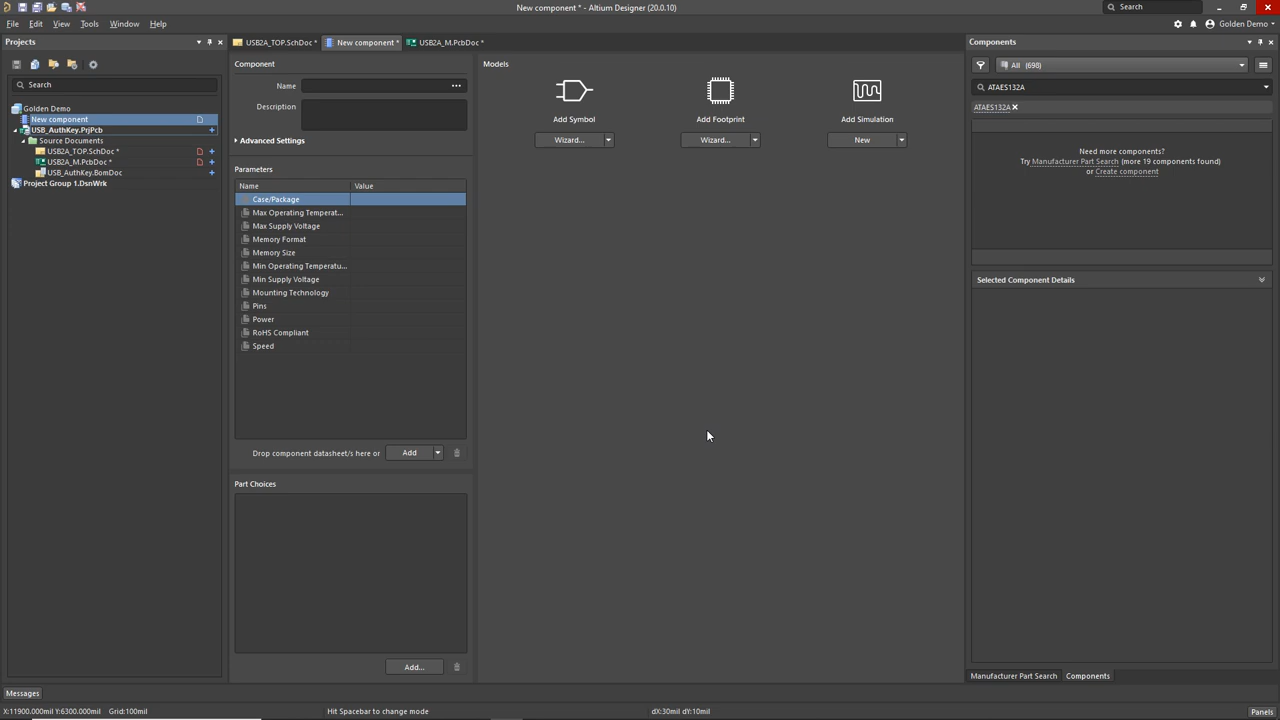 New component * - Altium Designer (20.0.10)
Search
File Edit View Tools Window Help
Golden Demo
Projects
Search
Golden Demo
New component
USB_AuthKey.PrjPcb
Source Documents
USB2A_TOP.SchDoc *
USB2A_M.PcbDoc *
USB_AuthKey.BomDoc
Project Group 1.DsnWrk
USB2A_TOP.SchDoc * New component * USB2A_M.PcbDoc *
Component
Name
Description
Advanced Settings
Parameters
Name Value
Case/Package
Max Operating Temperat...
Max Supply Voltage
Memory Format
Memory Size
Min Operating Temperatu...
Min Supply Voltage
Mounting Technology
Pins
Power
RoHS Compliant
Speed
Drop component datasheet/s here or Add
Part Choices
Add...
Models
Add Symbol Add Footprint Add Simulation
Wizard... Wizard... New
Components
All (698)
ATAES132A
ATAES132A
Need more components?
Try Manufacturer Part Search (more 19 components found)
or Create component
Selected Component Details
Manufacturer Part Search Components
Messages
X:11900.000mil Y:6300.000mil Grid:100mil Hit Spacebar to change mode dX:30mil dY:10mil Panels